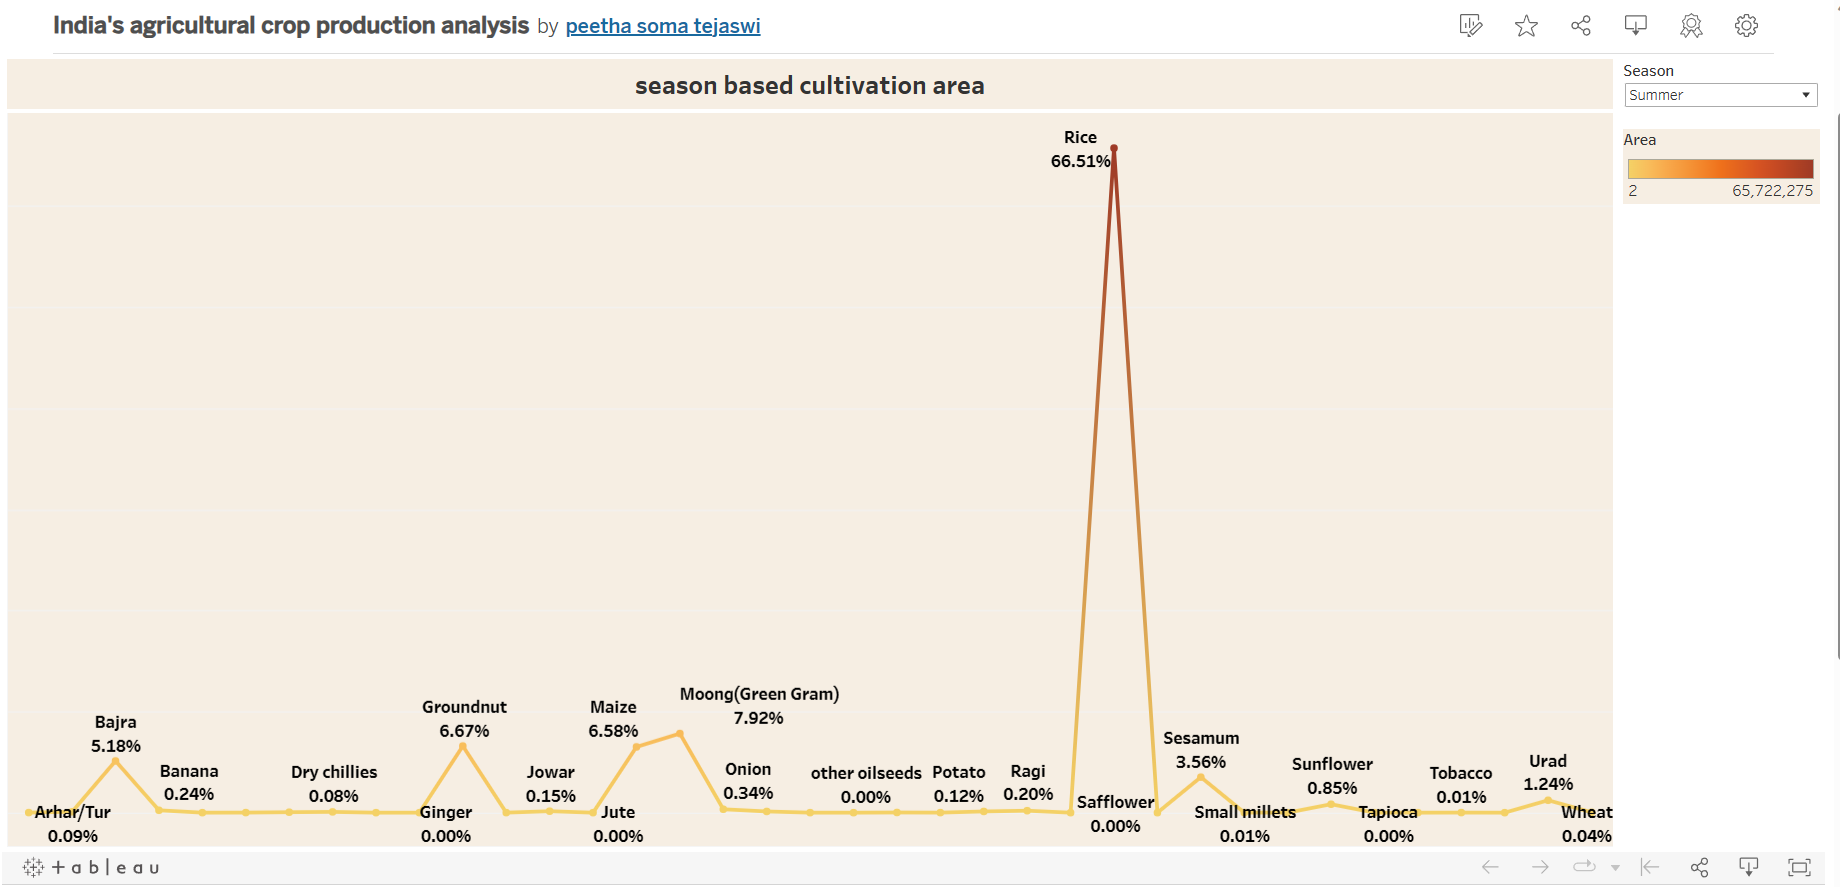 India's agricultural crop production analysis by peetha soma tejaswi
season based cultivation area
Season
Summer
Area
2 65,722,275
Rice
66.51%
Moong(Green Gram)
7.92%
Groundnut
6.67%
Maize
6.58%
Bajra
5.18%
Sesamum
3.56%
Urad
1.24%
Sunflower
0.85%
Onion
0.34%
Banana
0.24%
Dry chillies
0.08%
Jowar
0.15%
other oilseeds
0.00%
Potato
0.12%
Ragi
0.20%
Tobacco
0.01%
Safflower
0.00%
Arhar/Tur
0.09%
Ginger
0.00%
Jute
0.00%
Small millets
0.01%
Tapioca
0.00%
Wheat
0.04%
+ a b l e a u